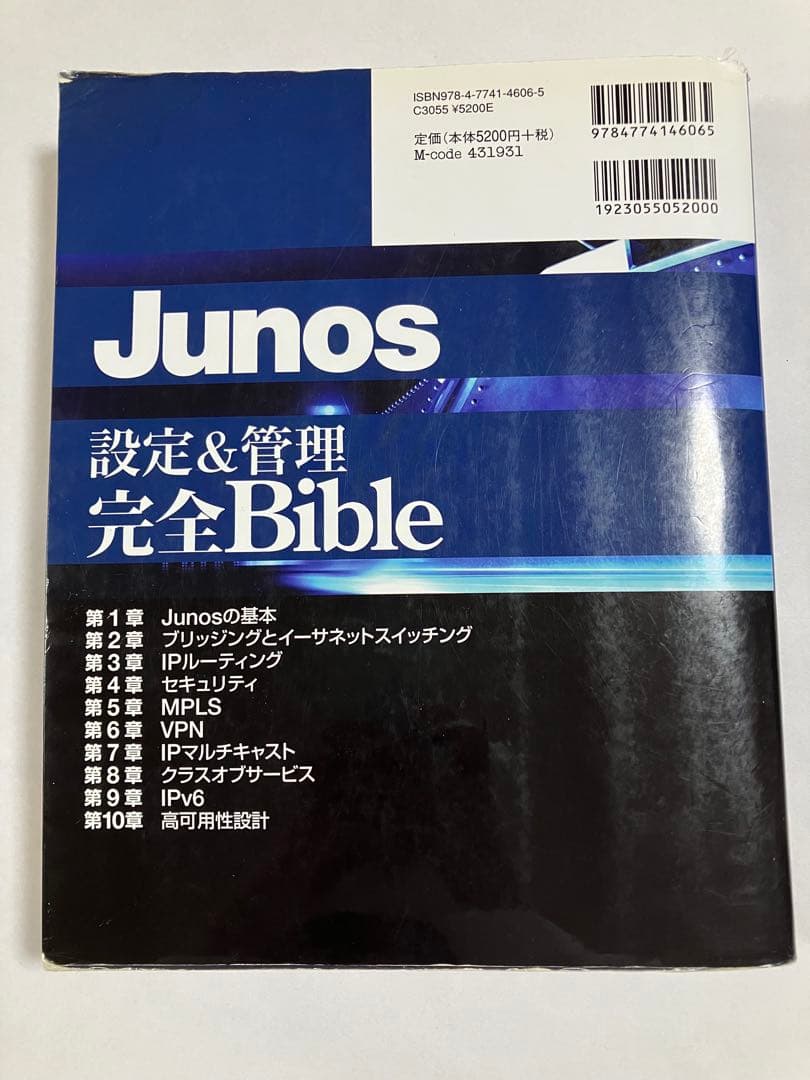 ISBN978-4-7741-4606-5
C3055 ¥5200E
定価(本体5200円+税)
M-code 431931
9784774146065
1923055052000
Junos
設定&管理
完全Bible
第1章 Junosの基本
第2章 ブリッジングとイーサネットスイッチング
第3章 IPルーティング
第4章 セキュリティ
第5章 MPLS
第6章 VPN
第7章 IPマルチキャスト
第8章 クラスオブサービス
第9章 IPv6
第10章 高可用性設計